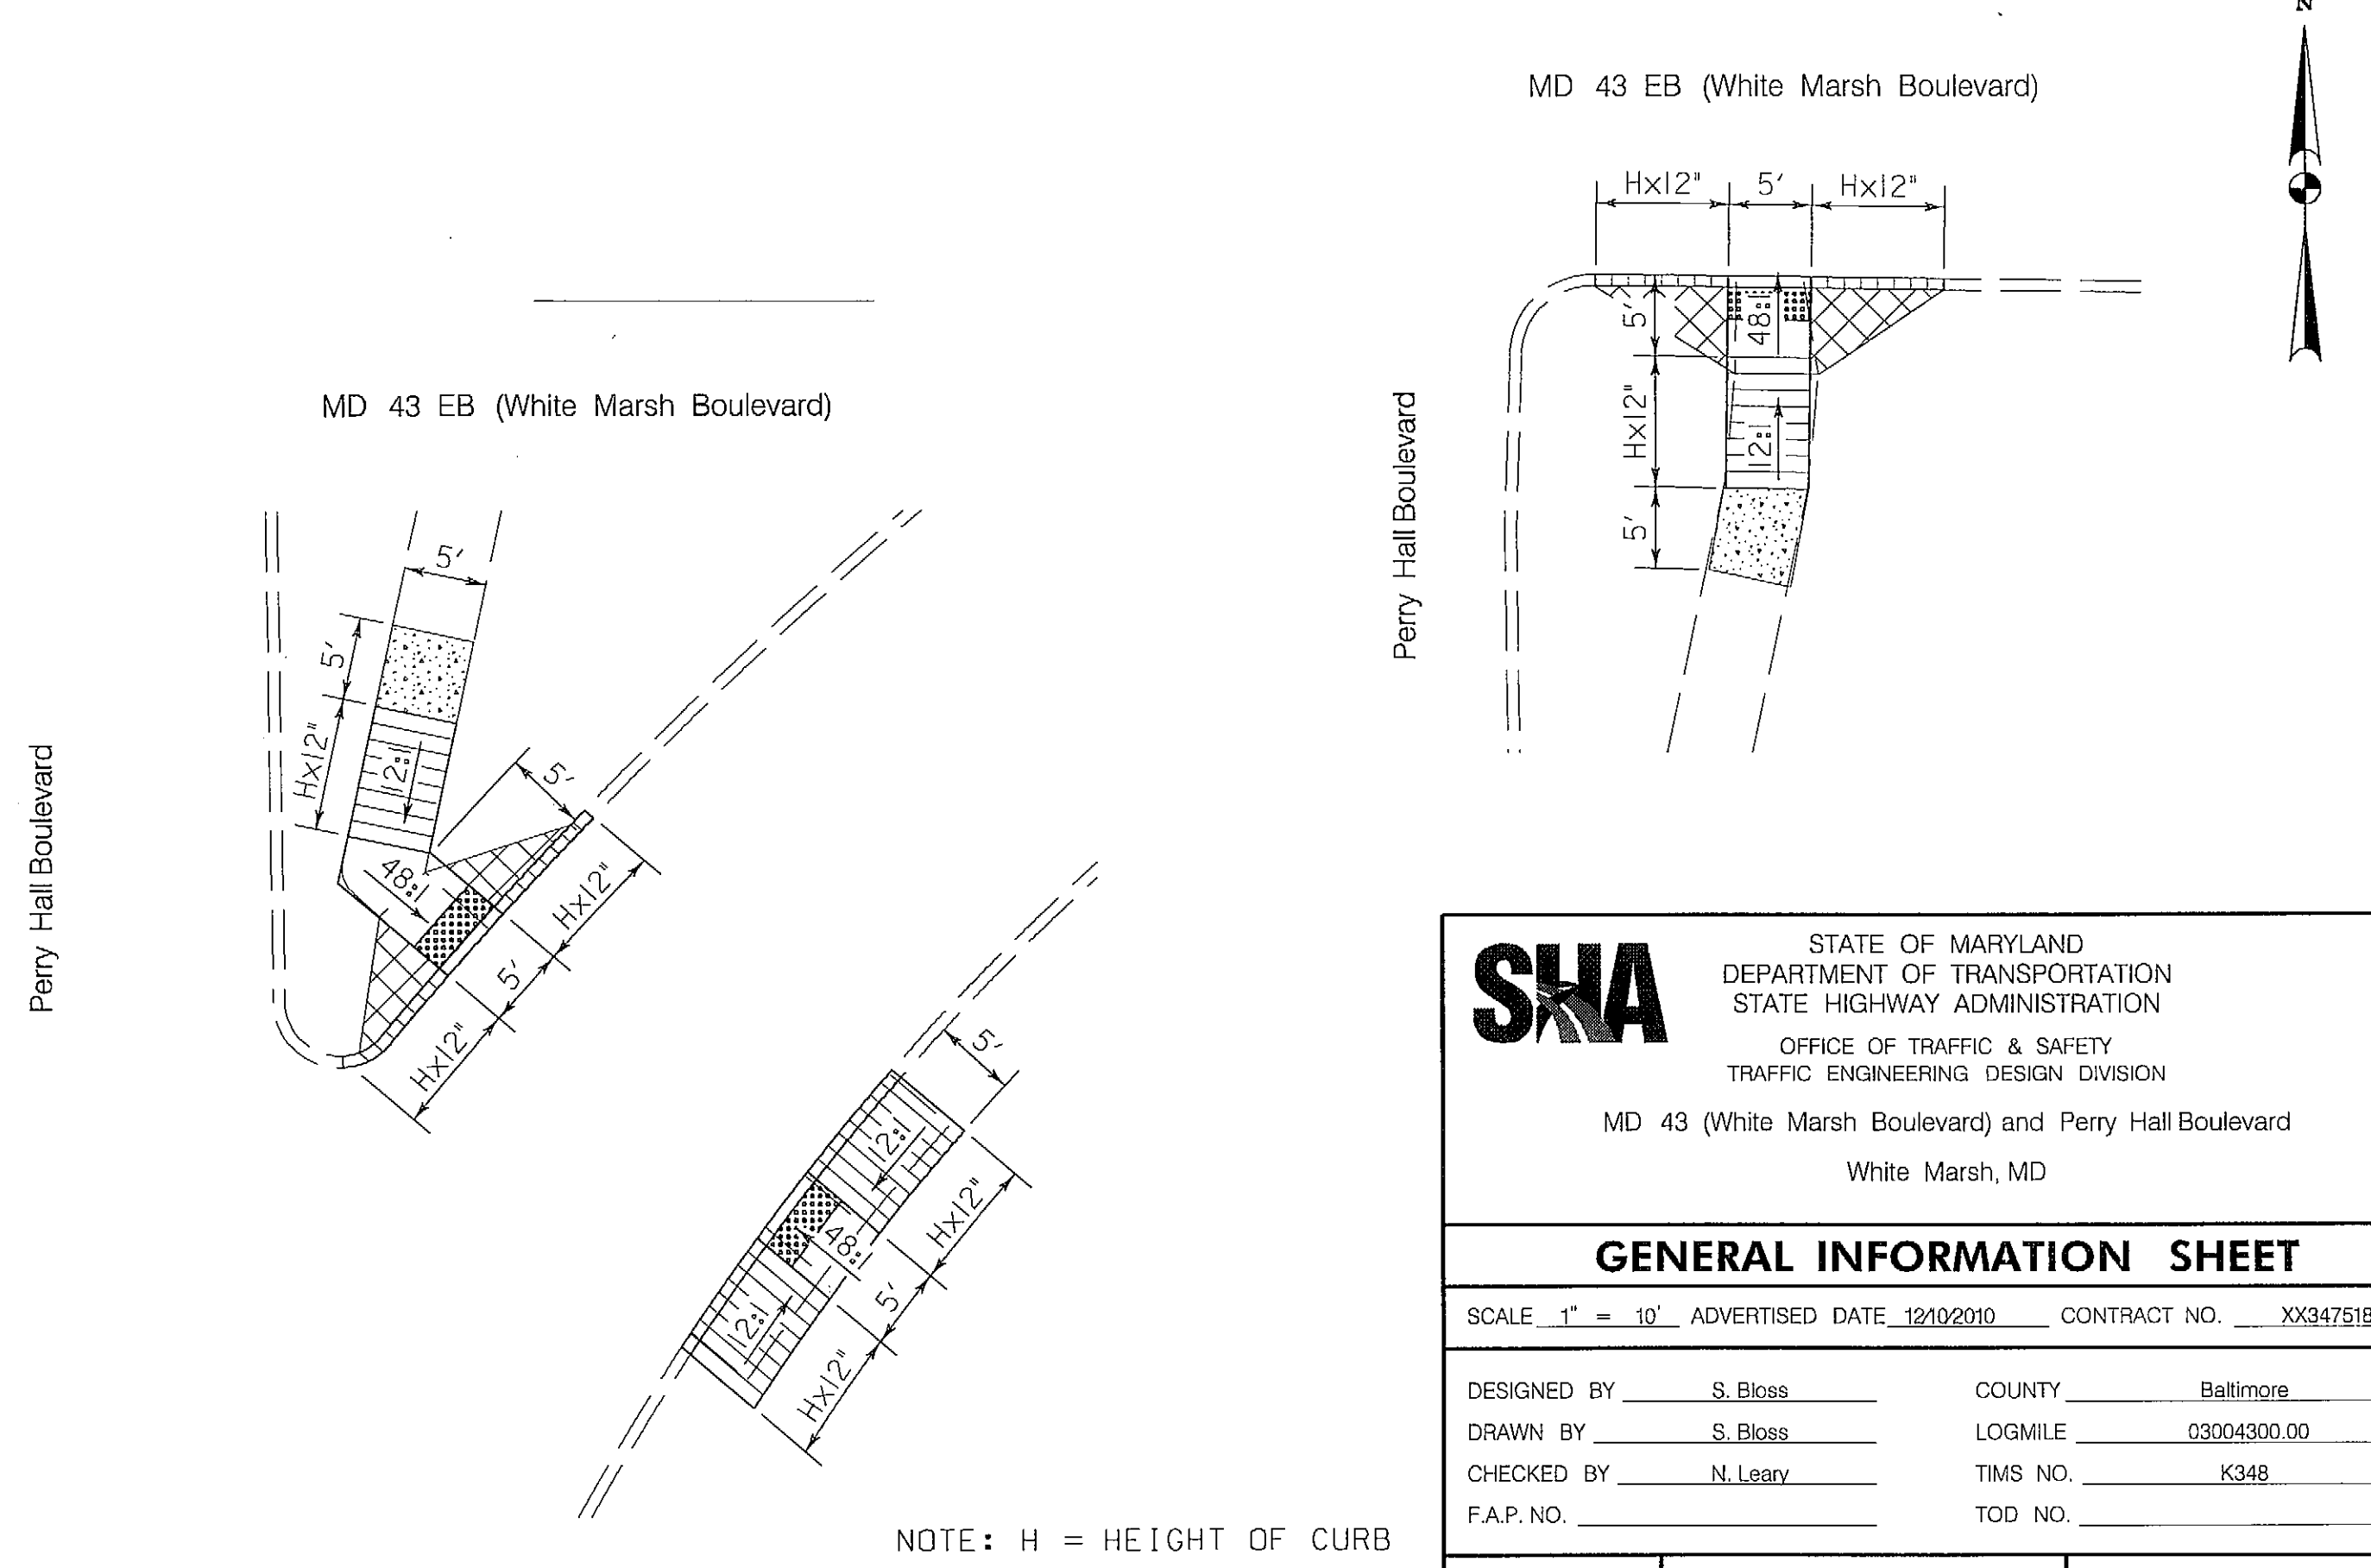 N
MD 43 EB (White Marsh Boulevard)
Hx12" 5' Hx12"
5'
48:1
Hx12"
12:1
5'
Perry Hall Boulevard
MD 43 EB (White Marsh Boulevard)
5'
5'
Hx12"
12:1
5'
48:1
Hx12"
5'
Hx12"
Perry Hall Boulevard
5'
12:1
Hx12"
48:1
5'
12:1
Hx12"
NOTE: H = HEIGHT OF CURB
SHA
STATE OF MARYLAND
DEPARTMENT OF TRANSPORTATION
STATE HIGHWAY ADMINISTRATION
OFFICE OF TRAFFIC & SAFETY
TRAFFIC ENGINEERING DESIGN DIVISION
MD 43 (White Marsh Boulevard) and Perry Hall Boulevard
White Marsh, MD
GENERAL INFORMATION SHEET
SCALE 1" = 10' ADVERTISED DATE 12/10/2010 CONTRACT NO. XX347518
DESIGNED BY S. Bloss COUNTY Baltimore
DRAWN BY S. Bloss LOGMILE 03004300.00
CHECKED BY N. Leary TIMS NO. K348
F.A.P. NO. TOD NO.